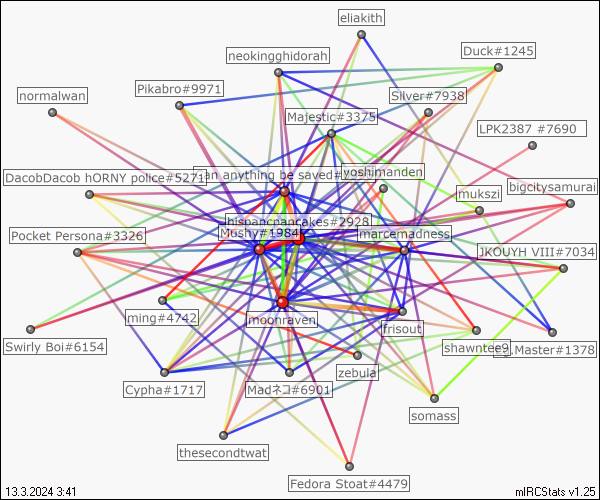 eliakith
Duck#1245
neokingghidorah
Pikabro#9971
Silver#7938
normalwan
Majestic#3375
LPK2387 #7690
DacobDacob hORNY police#5271
an anything be saved#
yoshimanden
bigcitysamurai
mukszi
hispancpancakes#2928
Mushy#1984
marcemadness
Pocket Persona#3326
JKOUYH VIII#7034
ming#4742
moonraven
frisout
Swirly Boi#6154
shawnteeg
Master#1378
zebula
Cypha#1717
Madネコ#6901
somass
thesecondtwat
Fedora Stoat#4479
13.3.2024 3:41
mIRCStats v1.25